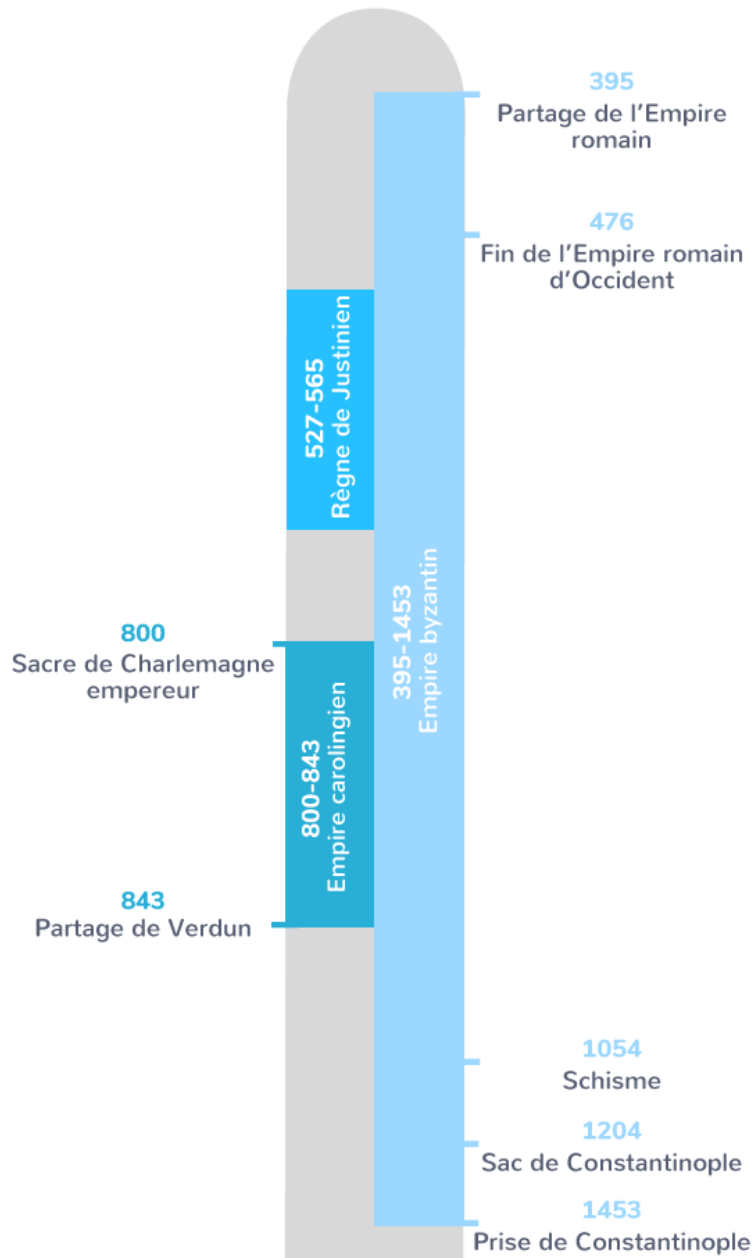 395
Partage de l'Empire
romain
476
Fin de l'Empire romain
d'Occident
527-565
Règne de Justinien
395-1453
Empire byzantin
800
Sacre de Charlemagne
empereur
800-843
Empire carolingien
843
Partage de Verdun
1054
Schisme
1204
Sac de Constantinople
1453
Prise de Constantinople